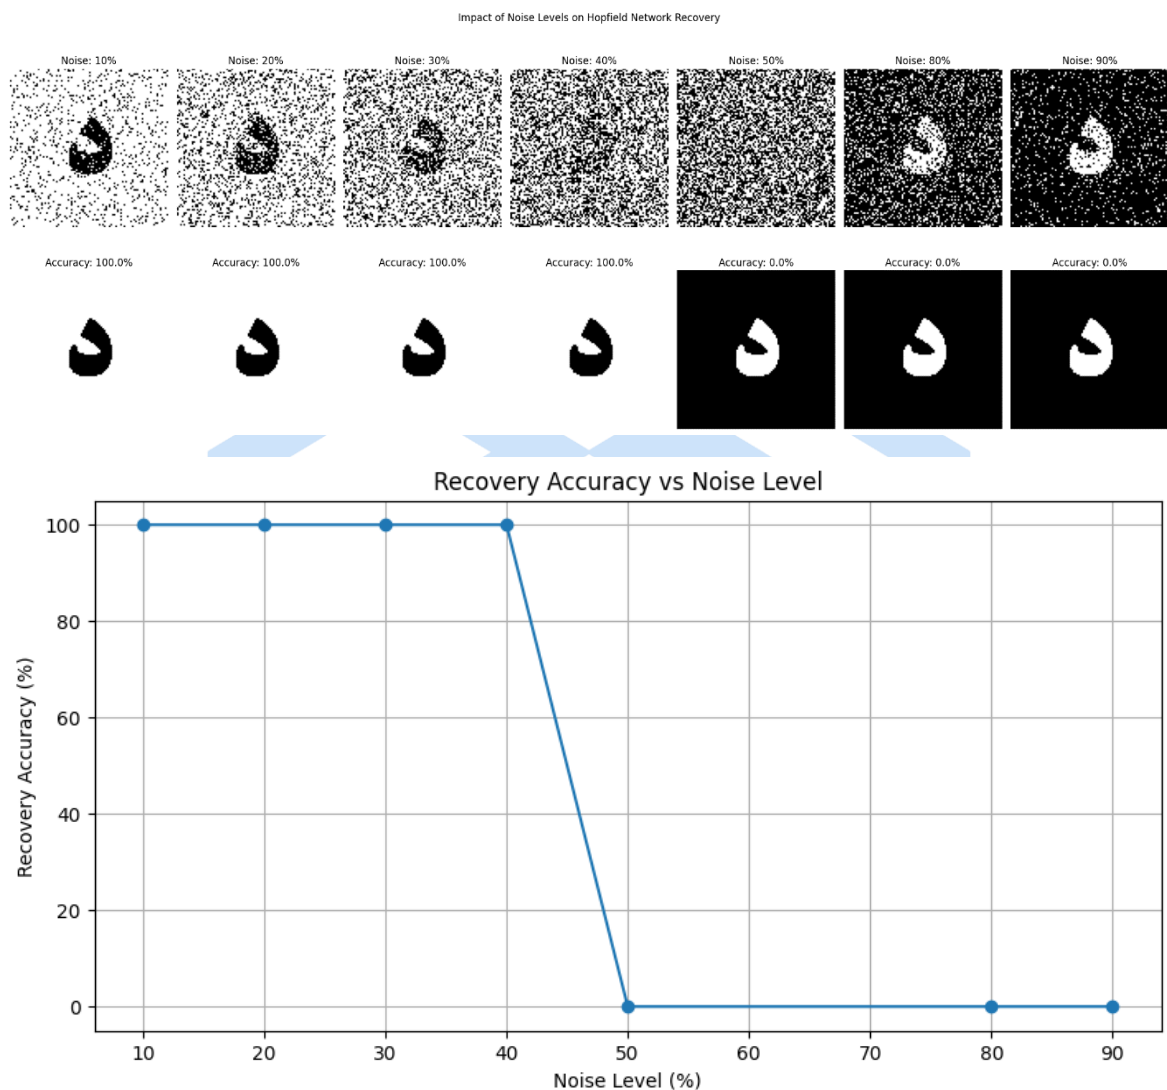 Impact of Noise Levels on Hopfield Network Recovery
Noise: 10% Noise: 20% Noise: 30% Noise: 40% Noise: 50% Noise: 80% Noise: 90%
Accuracy: 100.0% Accuracy: 100.0% Accuracy: 100.0% Accuracy: 100.0% Accuracy: 0.0% Accuracy: 0.0% Accuracy: 0.0%
د د د د د د د
Recovery Accuracy vs Noise Level
Recovery Accuracy (%)
100
80
60
40
20
0
10 20 30 40 50 60 70 80 90
Noise Level (%)